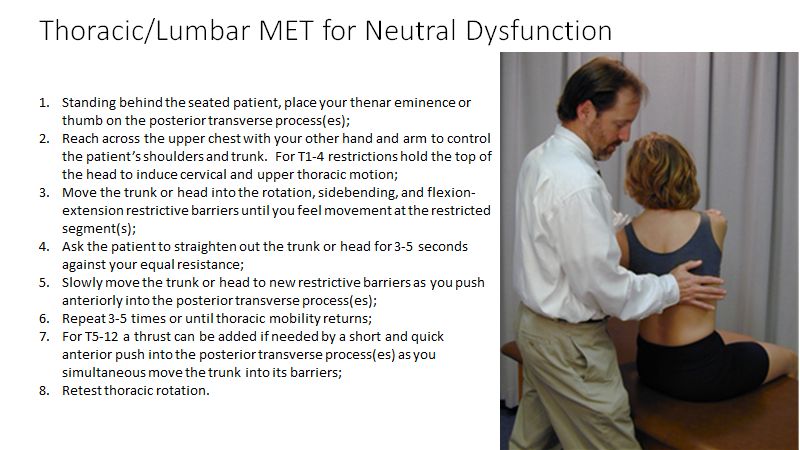 Thoracic/Lumbar MET for Neutral Dysfunction
1. Standing behind the seated patient, place your thenar eminence or
thumb on the posterior transverse process(es);
2. Reach across the upper chest with your other hand and arm to control
the patient's shoulders and trunk.  For T1-4 restrictions hold the top of
the head to induce cervical and upper thoracic motion;
3. Move the trunk or head into the rotation, sidebending, and flexion-
extension restrictive barriers until you feel movement at the restricted
segment(s);
4. Ask the patient to straighten out the trunk or head for 3-5 seconds
against your equal resistance;
5. Slowly move the trunk or head to new restrictive barriers as you push
anteriorly into the posterior transverse process(es);
6. Repeat 3-5 times or until thoracic mobility returns;
7. For T5-12 a thrust can be added if needed by a short and quick
anterior push into the posterior transverse process(es) as you
simultaneous move the trunk into its barriers;
8. Retest thoracic rotation.